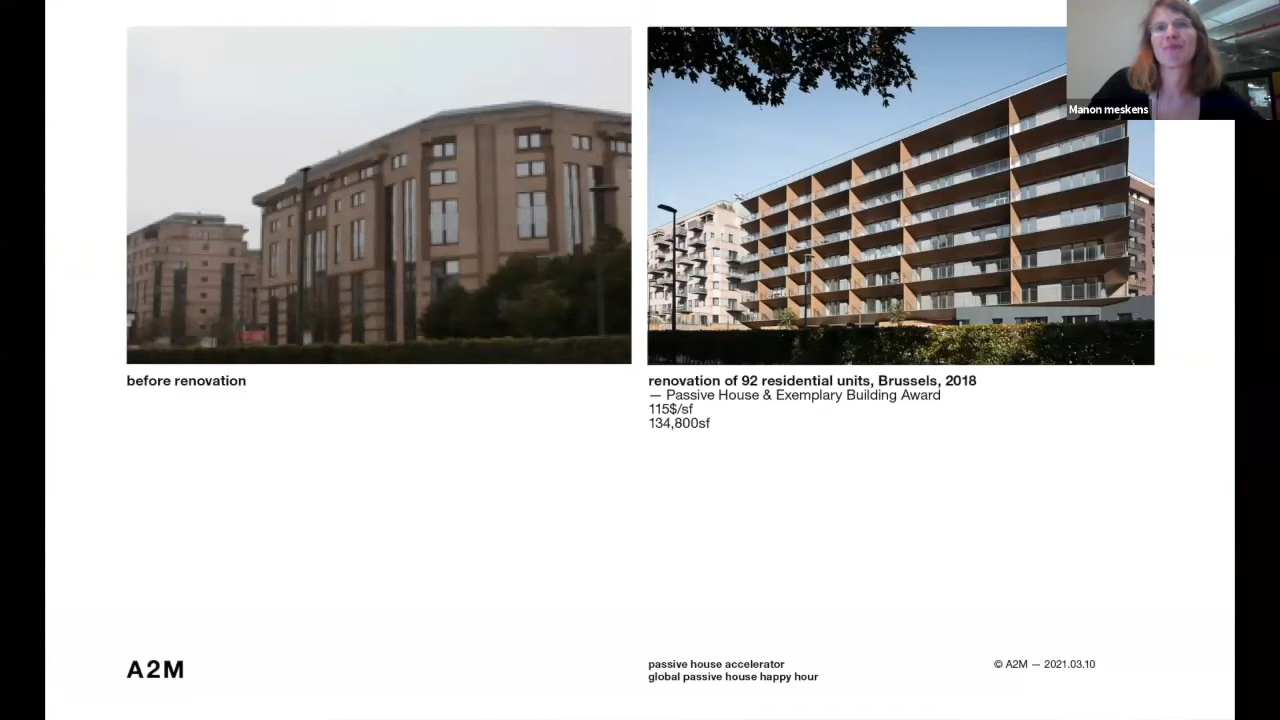 Manon meskens
before renovation
renovation of 92 residential units, Brussels, 2018
— Passive House & Exemplary Building Award
115$/sf
134,800sf
A2M
passive house accelerator
global passive house happy hour
© A2M — 2021.03.10